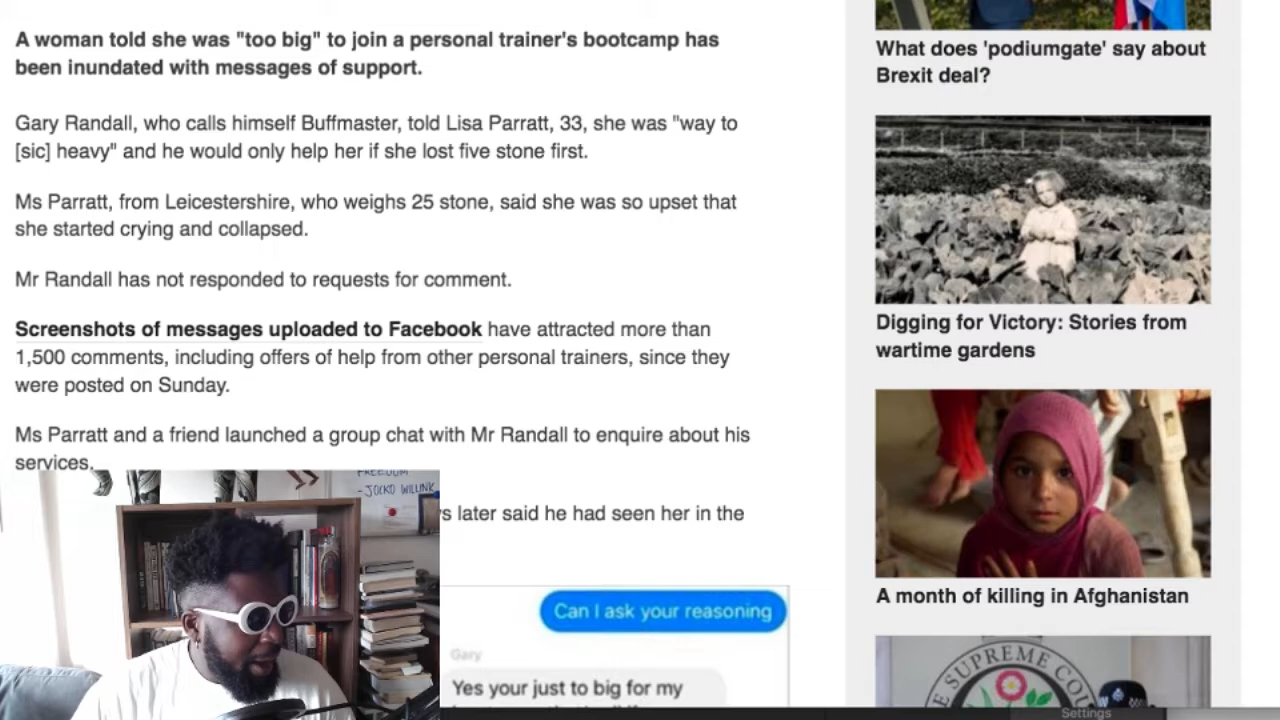 A woman told she was "too big" to join a personal trainer's bootcamp has
been inundated with messages of support.
Gary Randall, who calls himself Buffmaster, told Lisa Parratt, 33, she was "way to
[sic] heavy" and he would only help her if she lost five stone first.
Ms Parratt, from Leicestershire, who weighs 25 stone, said she was so upset that
she started crying and collapsed.
Mr Randall has not responded to requests for comment.
Screenshots of messages uploaded to Facebook have attracted more than
1,500 comments, including offers of help from other personal trainers, since they
were posted on Sunday.
Ms Parratt and a friend launched a group chat with Mr Randall to enquire about his
services.
later said he had seen her in the
Can I ask your reasoning
Gary
Yes your just to big for my
FREEDOM
- JOCKO WILLINK
What does 'podiumgate' say about
Brexit deal?
Digging for Victory: Stories from
wartime gardens
A month of killing in Afghanistan
E SUPREME COU
Settings